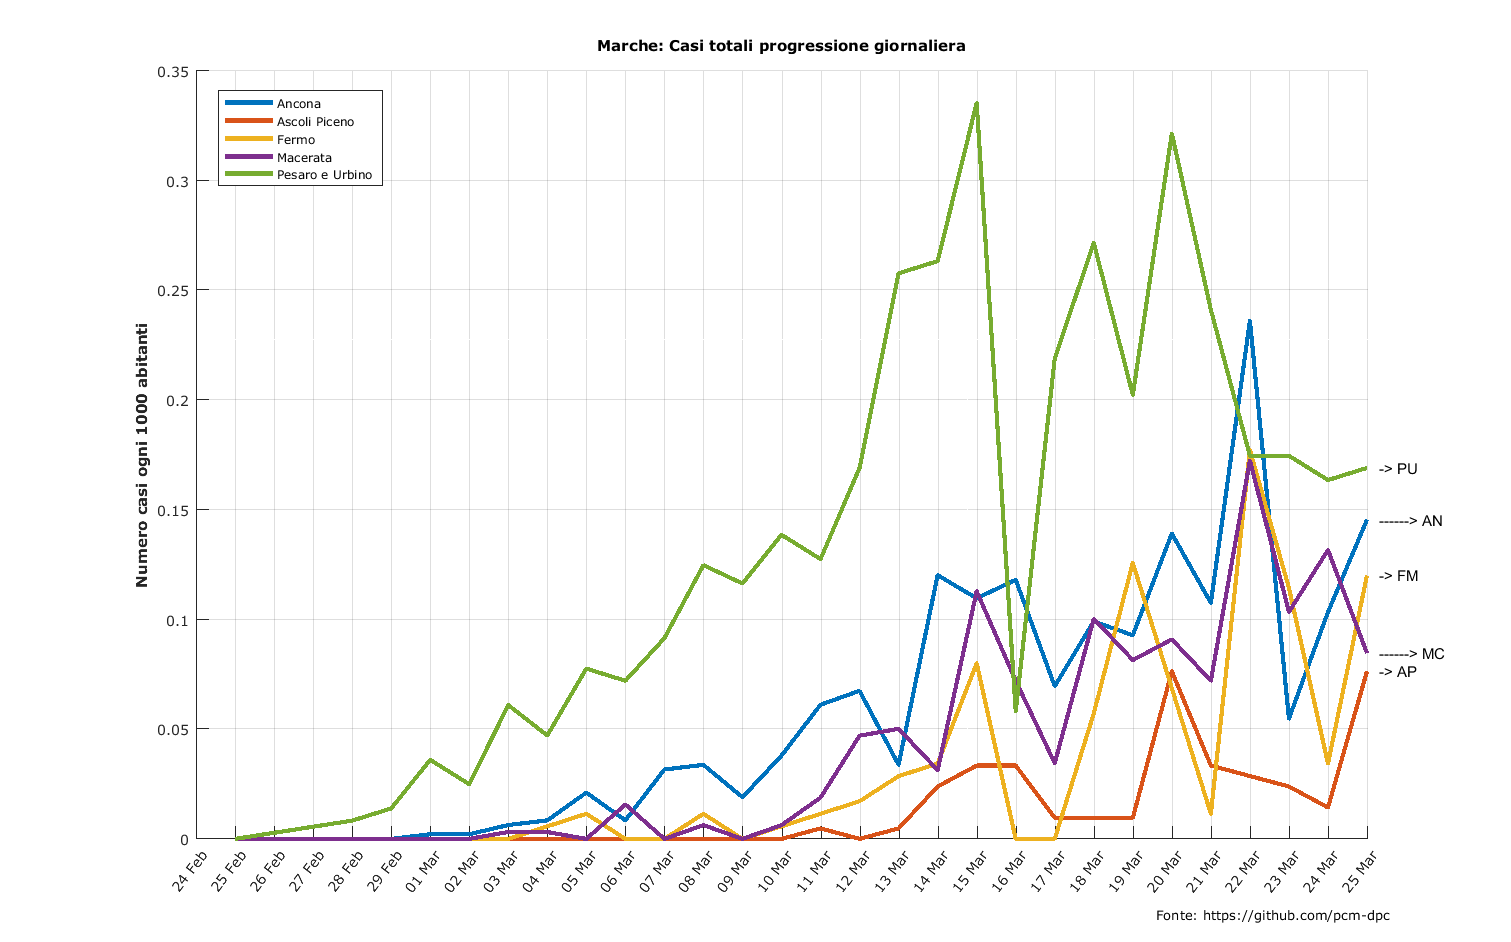 Marche: Casi totali progressione giornaliera
Numero casi ogni 1000 abitanti
0.35
0.3
0.25
0.2
0.15
0.1
0.05
0
Ancona
Ascoli Piceno
Fermo
Macerata
Pesaro e Urbino
-> PU
------> AN
-> FM
------> MC
-> AP
24 Feb
25 Feb
26 Feb
27 Feb
28 Feb
29 Feb
01 Mar
02 Mar
03 Mar
04 Mar
05 Mar
06 Mar
07 Mar
08 Mar
09 Mar
10 Mar
11 Mar
12 Mar
13 Mar
14 Mar
15 Mar
16 Mar
17 Mar
18 Mar
19 Mar
20 Mar
21 Mar
22 Mar
23 Mar
24 Mar
25 Mar
Fonte: https://github.com/pcm-dpc